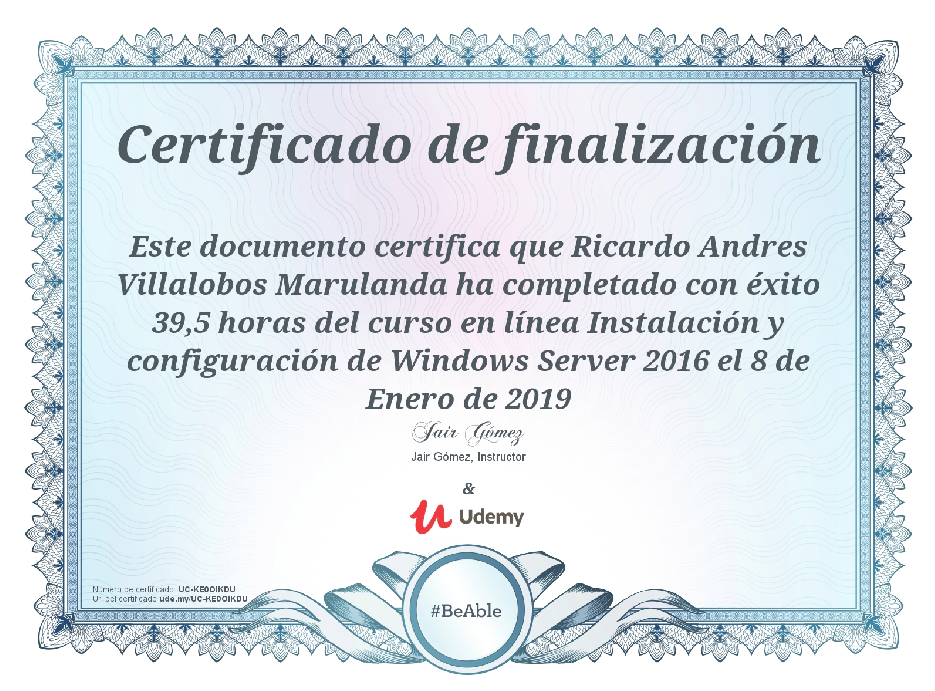 Certificado de finalización
Este documento certifica que Ricardo Andres
Villalobos Marulanda ha completado con éxito
39,5 horas del curso en línea Instalación y
configuración de Windows Server 2016 el 8 de
Enero de 2019
Jair Gómez
Jair Gómez, Instructor
&
Udemy
Número de certificado: UC-KE0OIKDU
Url del certificado: ude.my/UC-KE0OIKDU
#BeAble